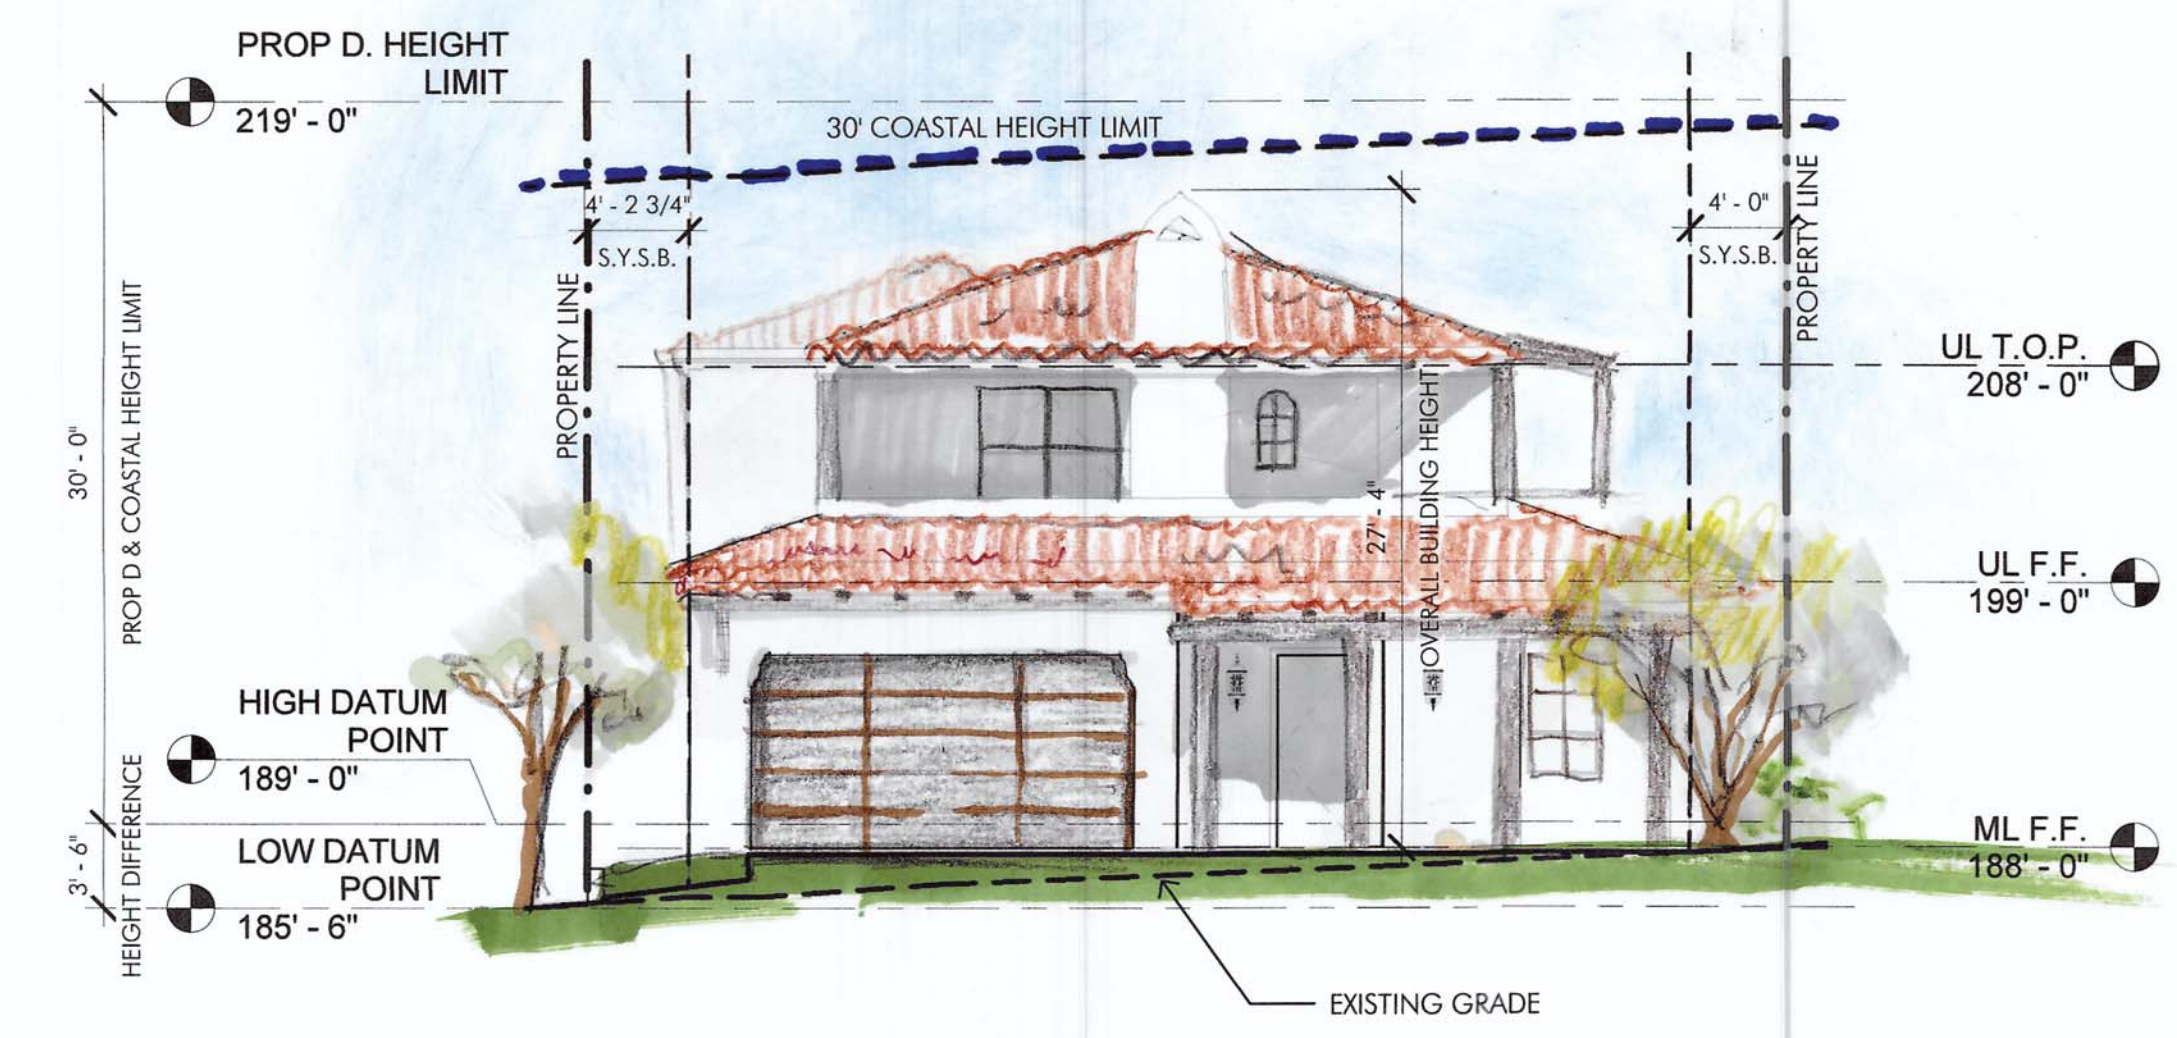 PROP D. HEIGHT
LIMIT
219' - 0"
30' COASTAL HEIGHT LIMIT
4' - 2 3/4"
S.Y.S.B.
4' - 0"
S.Y.S.B.
PROPERTY LINE
PROPERTY LINE
30' - 0"
PROP D & COASTAL HEIGHT LIMIT
UL T.O.P.
208' - 0"
27' - 4"
OVERALL BUILDING HEIGHT
UL F.F.
199' - 0"
HIGH DATUM
POINT
189' - 0"
3' - 6"
HEIGHT DIFFERENCE
LOW DATUM
POINT
185' - 6"
ML F.F.
188' - 0"
EXISTING GRADE